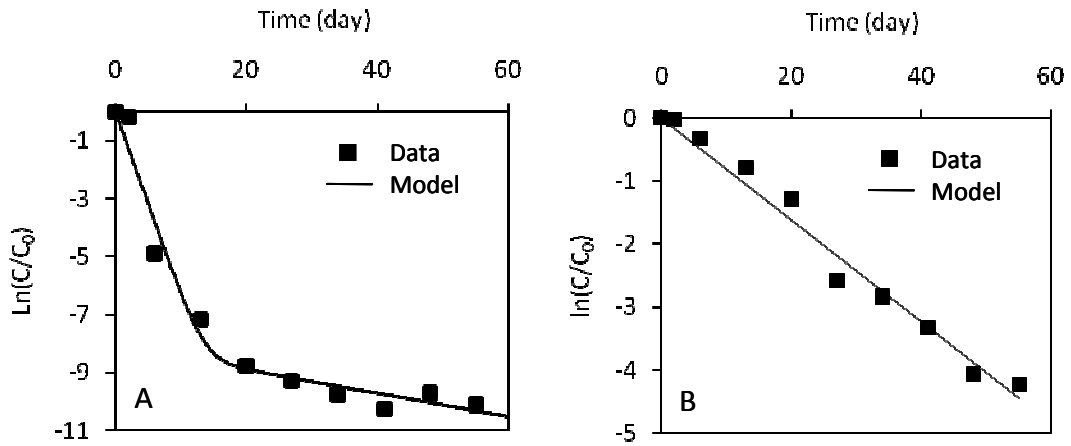 Time (day)
0 20 40 60
-1
-3
-5
-7
-9
-11
Ln(C/C0)
Data
Model
A
Time (day)
0 20 40 60
0
-1
-2
-3
-4
-5
ln(C/C0)
Data
Model
B